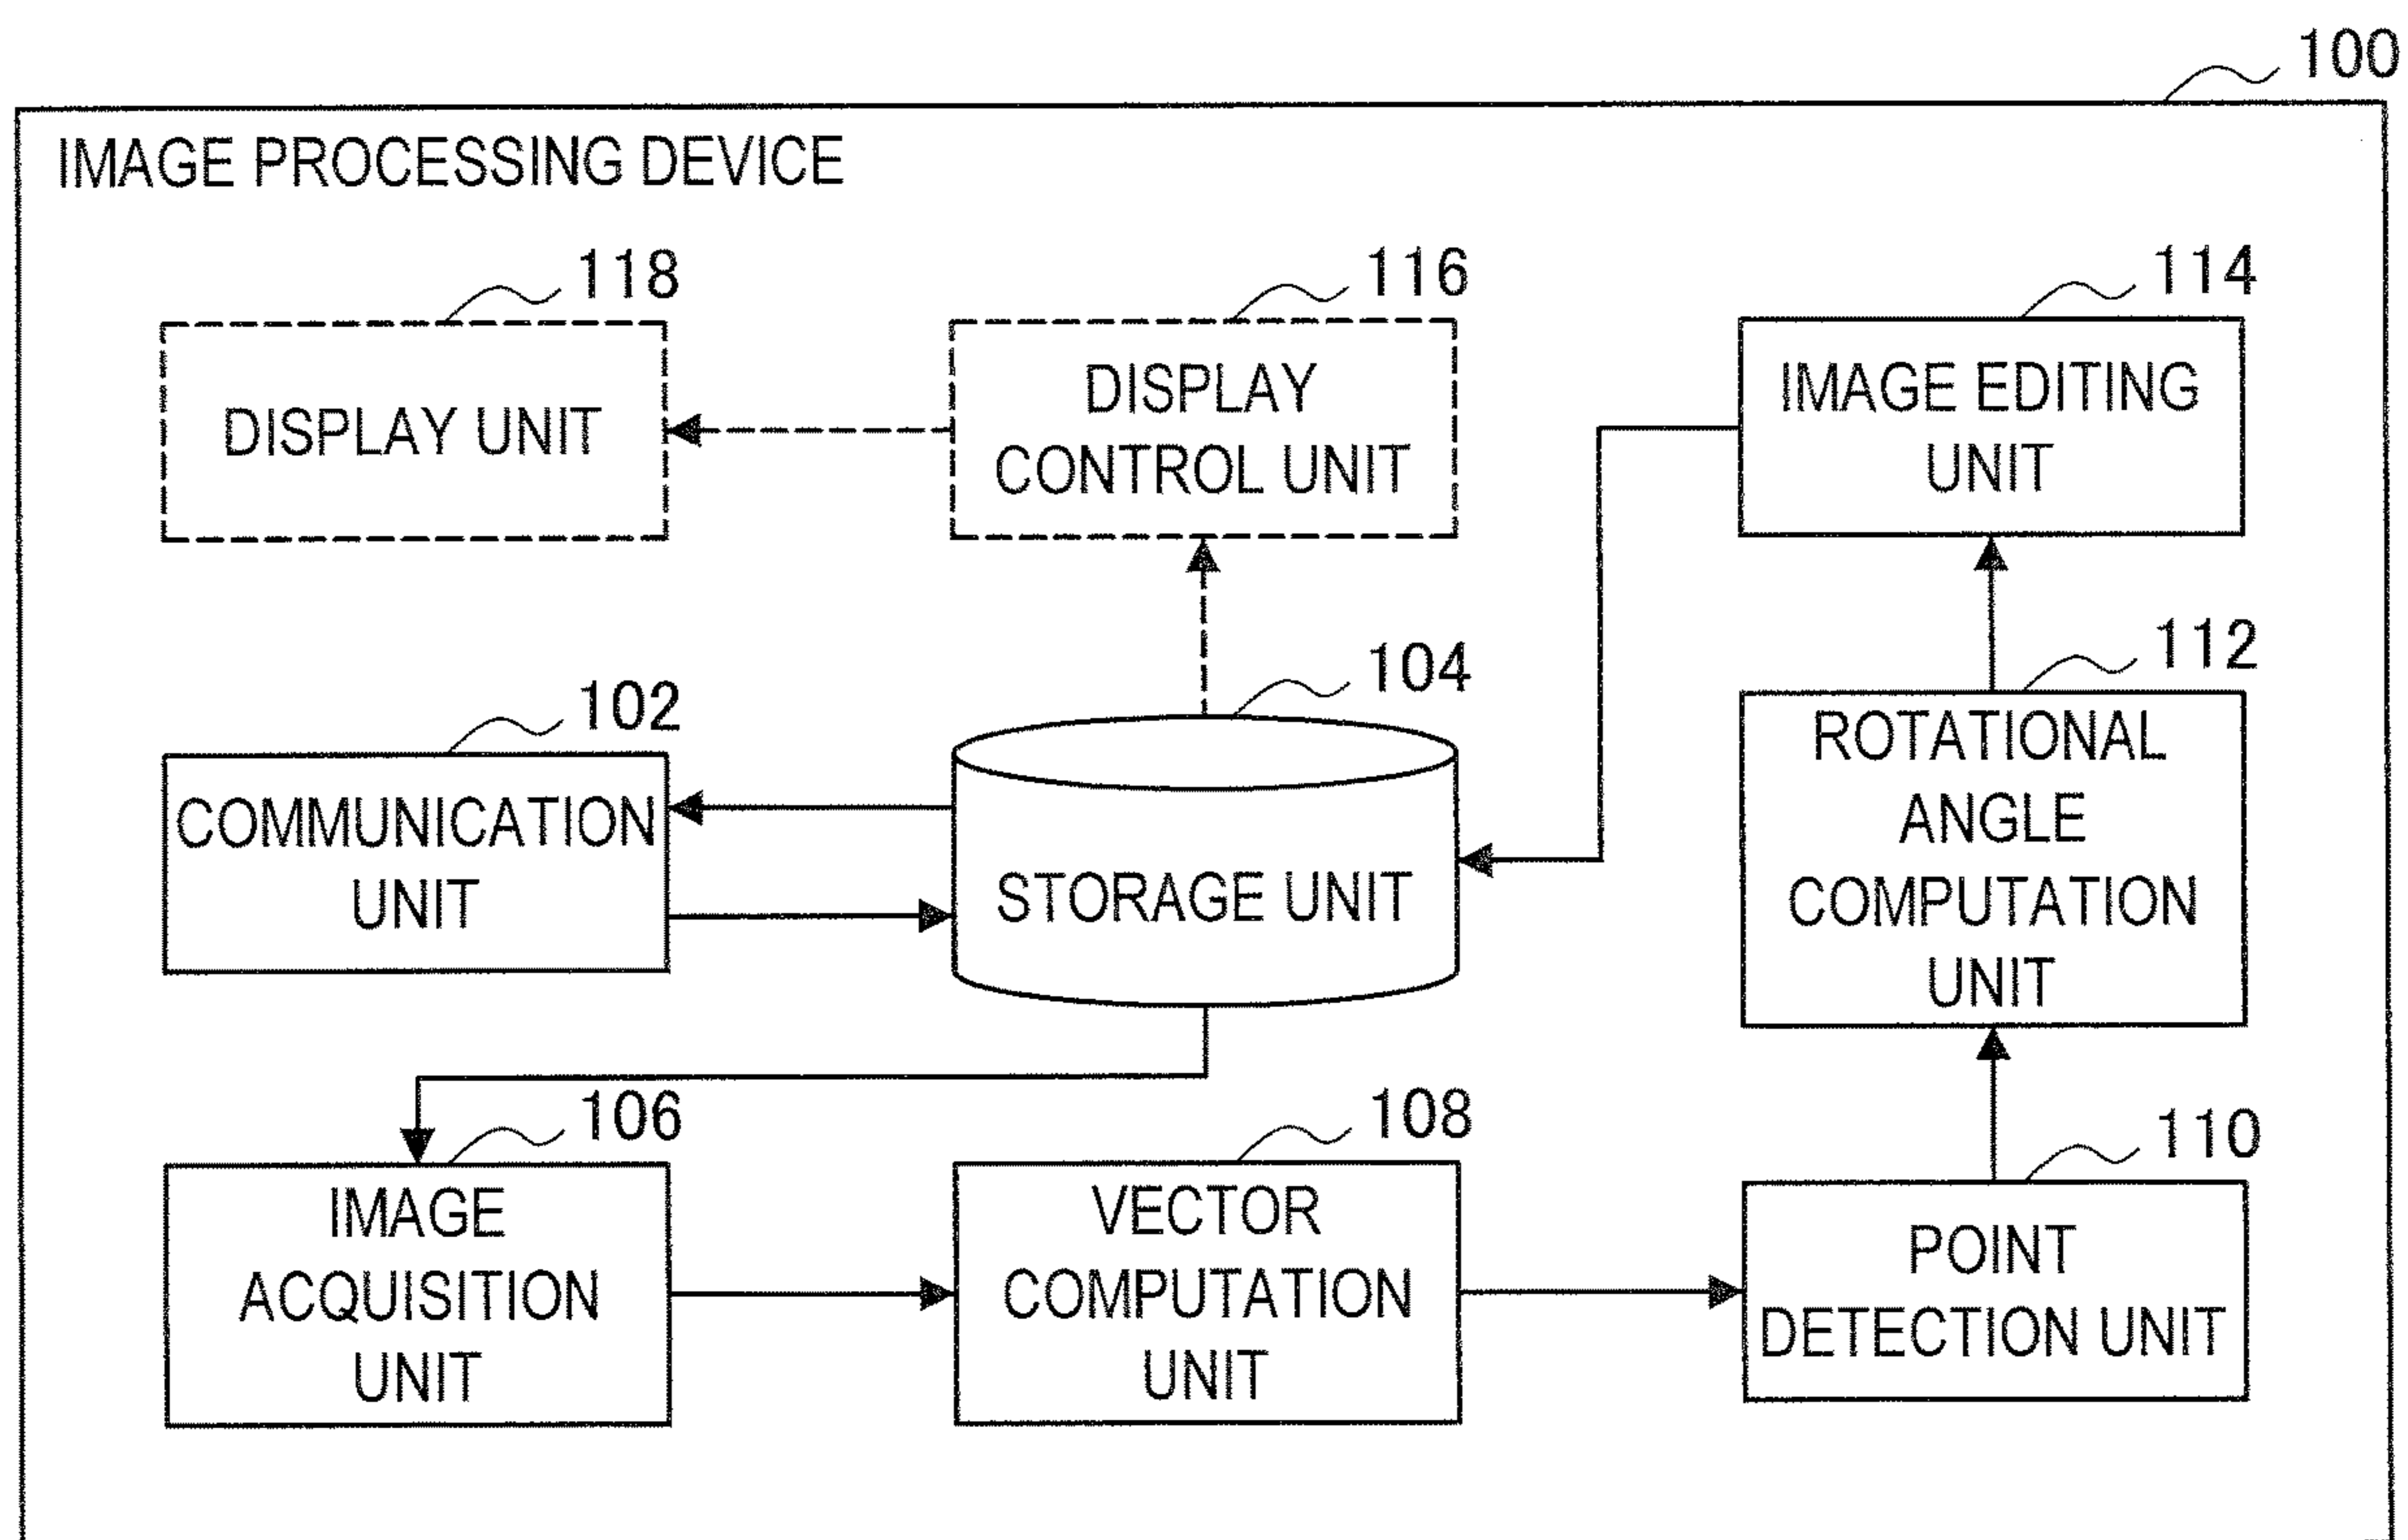 100
IMAGE PROCESSING DEVICE
118
116
114
DISPLAY UNIT
DISPLAY
CONTROL UNIT
IMAGE EDITING
UNIT
102
104
112
COMMUNICATION
UNIT
STORAGE UNIT
ROTATIONAL
ANGLE
COMPUTATION
UNIT
106
108
110
IMAGE
ACQUISITION
UNIT
VECTOR
COMPUTATION
UNIT
POINT
DETECTION UNIT